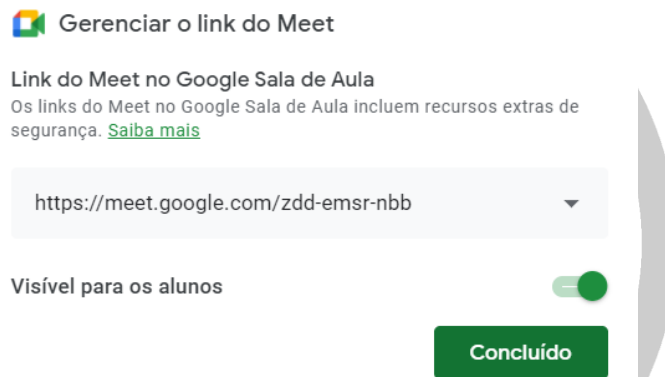 Gerenciar o link do Meet
Link do Meet no Google Sala de Aula
Os links do Meet no Google Sala de Aula incluem recursos extras de
segurança. Saiba mais
https://meet.google.com/zdd-emsr-nbb
Visível para os alunos
Concluído